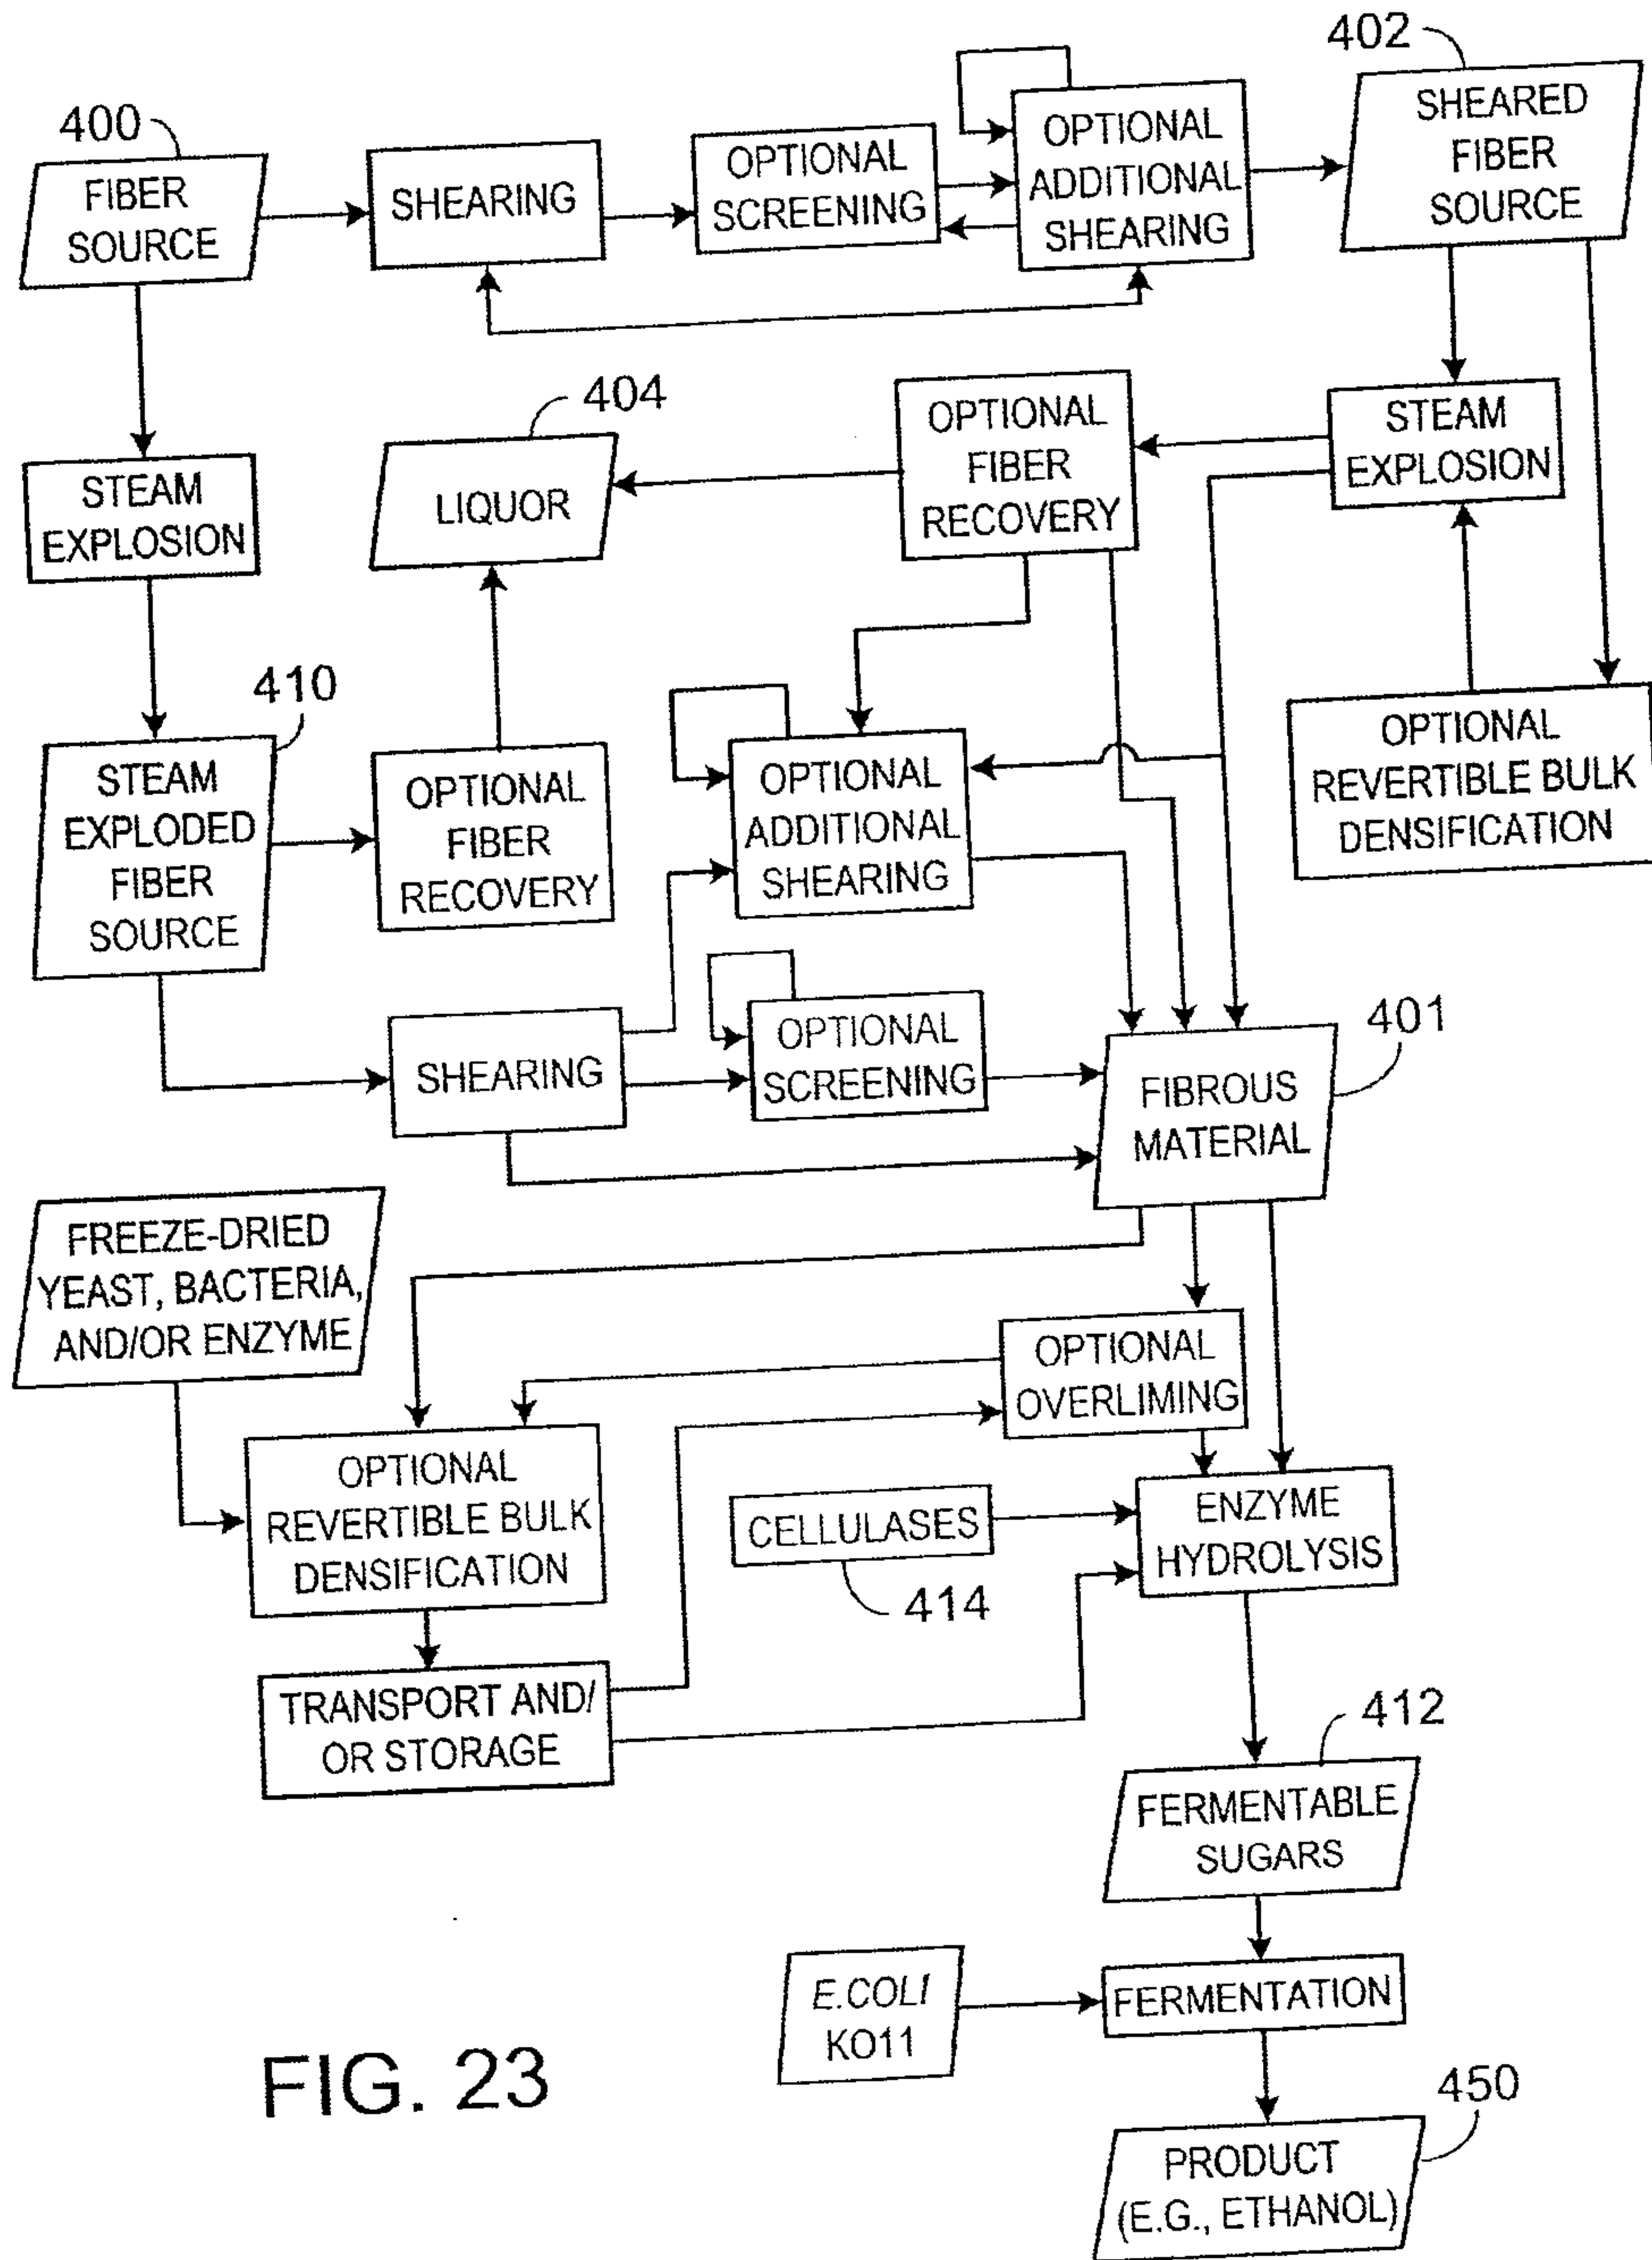 402
400
FIBER
SOURCE
SHEARING
OPTIONAL
SCREENING
OPTIONAL
ADDITIONAL
SHEARING
SHEARED
FIBER
SOURCE
404
STEAM
EXPLOSION
LIQUOR
OPTIONAL
FIBER
RECOVERY
STEAM
EXPLOSION
410
STEAM
EXPLODED
FIBER
SOURCE
OPTIONAL
FIBER
RECOVERY
OPTIONAL
ADDITIONAL
SHEARING
OPTIONAL
REVERTIBLE BULK
DENSIFICATION
SHEARING
OPTIONAL
SCREENING
401
FIBROUS
MATERIAL
FREEZE-DRIED
YEAST, BACTERIA,
AND/OR ENZYME
OPTIONAL
OVERLIMING
OPTIONAL
REVERTIBLE BULK
DENSIFICATION
CELLULASES
414
ENZYME
HYDROLYSIS
TRANSPORT AND/
OR STORAGE
412
FERMENTABLE
SUGARS
E.COLI
KO11
FERMENTATION
450
PRODUCT
(E.G., ETHANOL)
FIG. 23